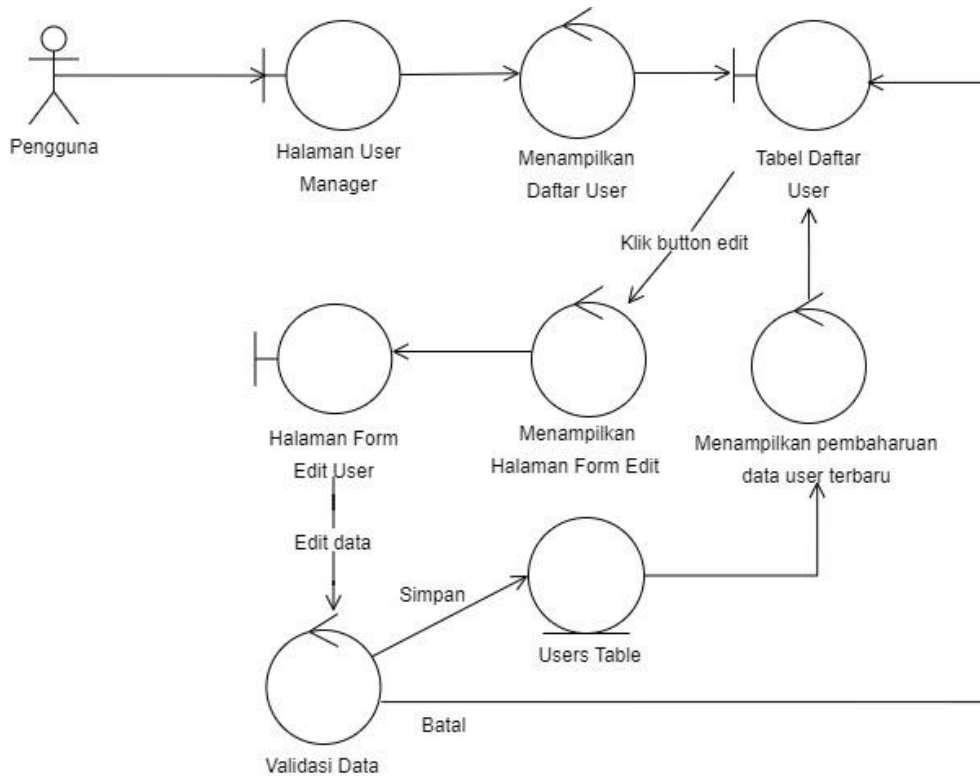 Pengguna
Halaman User
Manager
Menampilkan
Daftar User
Tabel Daftar
User
Klik button edit
Halaman Form
Edit User
Menampilkan
Halaman Form Edit
Menampilkan pembaharuan
data user terbaru
Edit data
Simpan
Users Table
Batal
Validasi Data